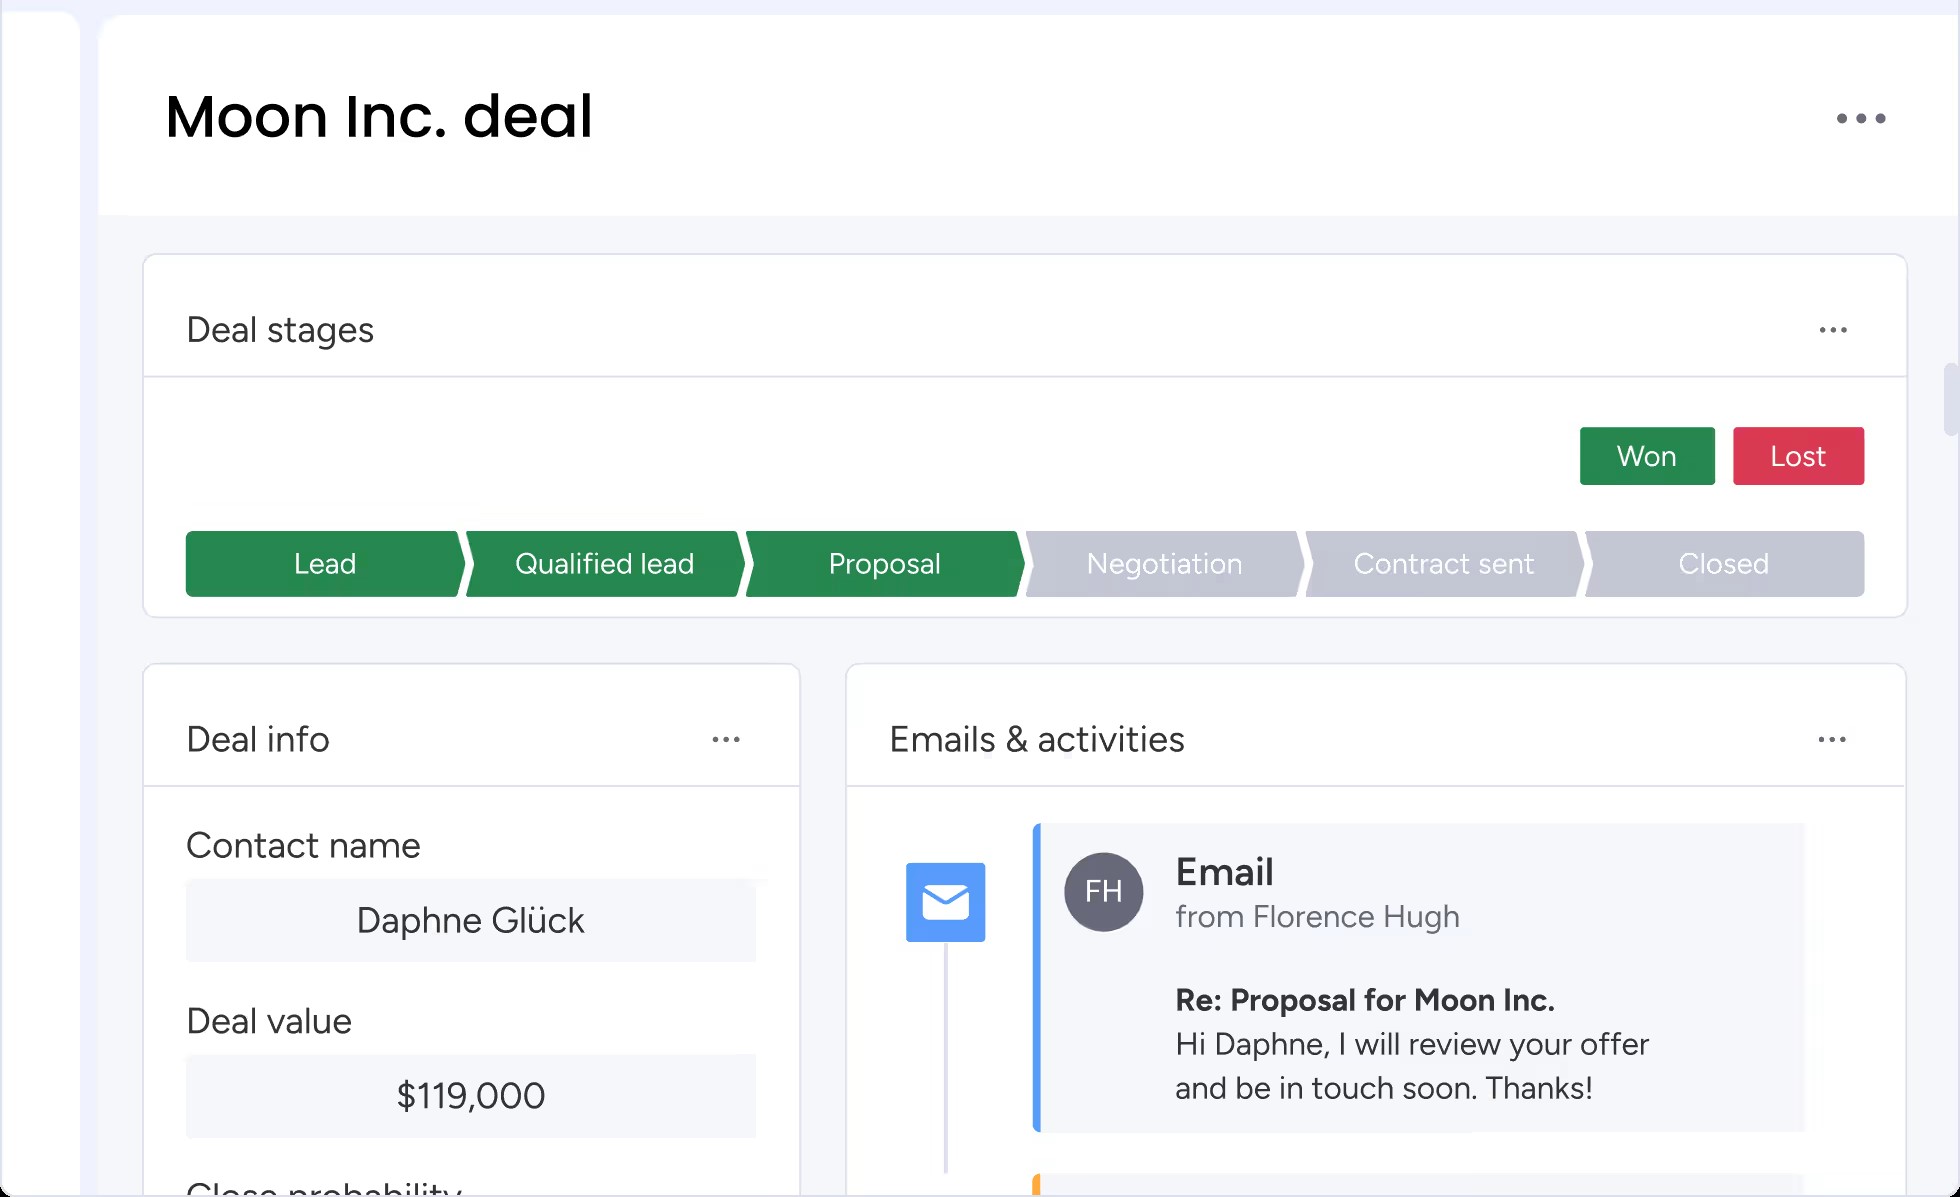 Moon Inc. deal
Deal stages
Won
Lost
Lead
Qualified lead
Proposal
Negotiation
Contract sent
Closed
Deal info
Contact name
Daphne Glück
Deal value
$119,000
Close probability
Emails & activities
FH
Email
from Florence Hugh
Re: Proposal for Moon Inc.
Hi Daphne, I will review your offer
and be in touch soon. Thanks!